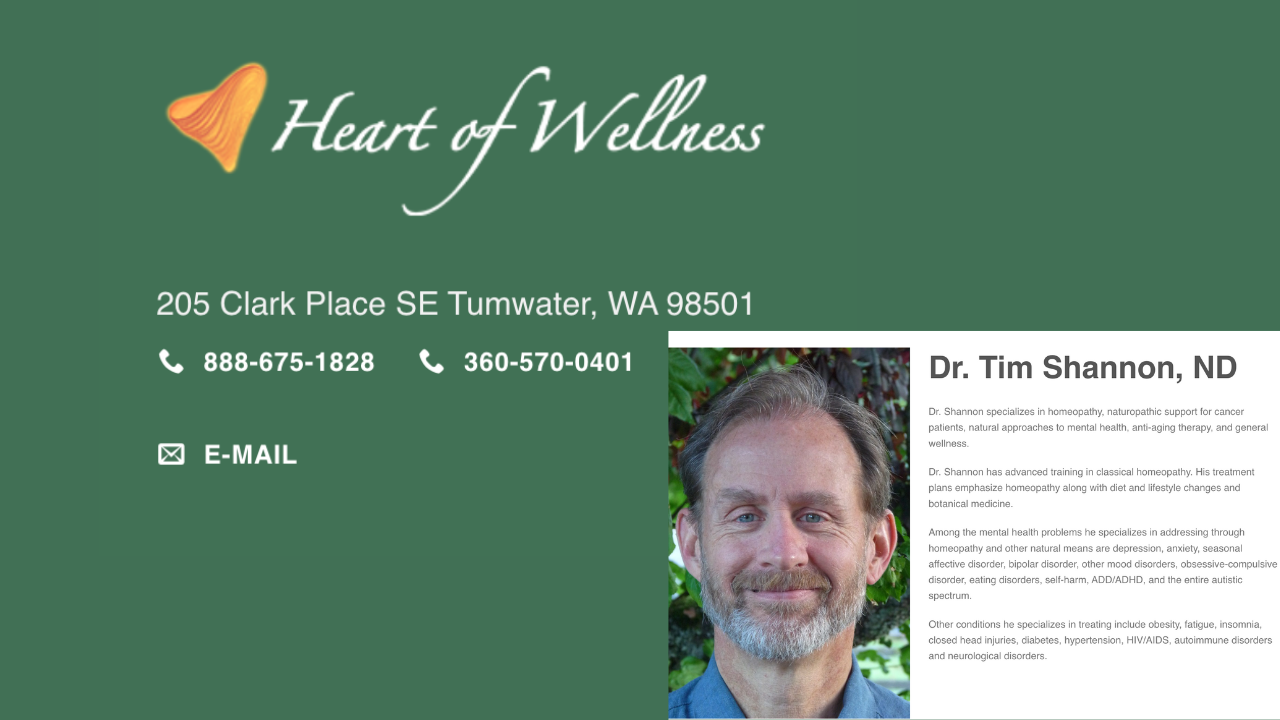 Heart of Wellness
205 Clark Place SE Tumwater, WA 98501
888-675-1828 360-570-0401
E-MAIL
Dr. Tim Shannon, ND
Dr. Shannon specializes in homeopathy, naturopathic support for cancer
patients, natural approaches to mental health, anti-aging therapy, and general
wellness.
Dr. Shannon has advanced training in classical homeopathy. His treatment
plans emphasize homeopathy along with diet and lifestyle changes and
botanical medicine.
Among the mental health problems he specializes in addressing through
homeopathy and other natural means are depression, anxiety, seasonal
affective disorder, bipolar disorder, other mood disorders, obsessive-compulsive
disorder, eating disorders, self-harm, ADD/ADHD, and the entire autistic
spectrum.
Other conditions he specializes in treating include obesity, fatigue, insomnia,
closed head injuries, diabetes, hypertension, HIV/AIDS, autoimmune disorders
and neurological disorders.